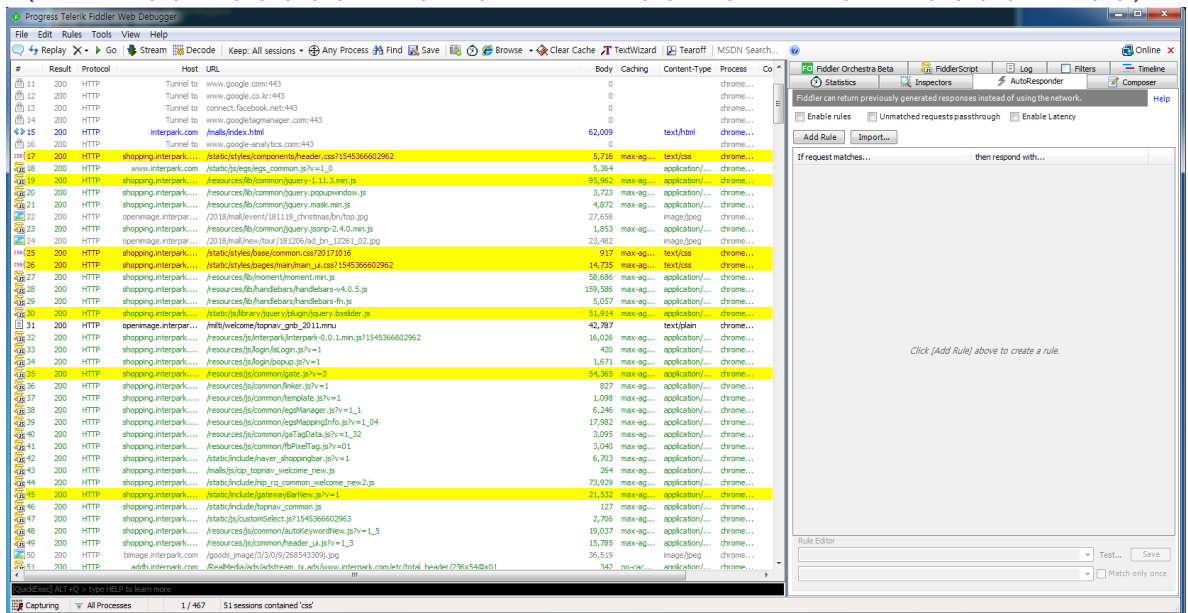 Progress Telerik Fiddler Web Debugger
File Edit Rules Tools View Help
Replay X Go Stream Decode Keep: All sessions Any Process Find Save Browse Clear Cache TextWizard Tearoff MSDN Search... Online x
# Result Protocol Host URL Body Caching Content-Type Process Co
11 200 HTTP Tunnel to www.google.com:443 0 chrome...
12 200 HTTP Tunnel to www.google.co.kr:443 0 chrome...
13 200 HTTP Tunnel to connect.facebook.net:443 0 chrome...
14 200 HTTP Tunnel to www.googletagmanager.com:443 0 chrome...
15 200 HTTP interpark.com /malls/index.html 62,009 text/html chrome...
16 200 HTTP Tunnel to www.google-analytics.com:443 0 chrome...
17 200 HTTP shopping.interpark.... /static/styles/components/header.css?1545366602962 5,716 max-ag... text/css chrome...
18 200 HTTP www.interpark.com /static/js/egs/egs_common.js?v=1_0 5,364 application/... chrome...
19 200 HTTP shopping.interpark.... /resources/lib/common/jquery-1.11.3.min.js 95,962 max-ag... application/... chrome...
20 200 HTTP shopping.interpark.... /resources/lib/common/jquery.popupwindow.js 3,723 max-ag... application/... chrome...
21 200 HTTP shopping.interpark.... /resources/lib/common/jquery.mask.min.js 4,872 max-ag... application/... chrome...
22 200 HTTP openimage.interpar... /2018/mall/event/181119_christmas/bn/top.jpg 27,658 image/jpeg chrome...
23 200 HTTP shopping.interpark.... /resources/lib/common/jquery.jsonp-2.4.0.min.js 1,853 max-ag... application/... chrome...
24 200 HTTP openimage.interpar... /2018/mall/new/tour/181206/ad_bn_12261_02.jpg 23,482 image/jpeg chrome...
25 200 HTTP shopping.interpark.... /static/styles/base/common.css?20171016 917 max-ag... text/css chrome...
26 200 HTTP shopping.interpark.... /static/styles/pages/main/main_ui.css?1545366602962 14,735 max-ag... text/css chrome...
27 200 HTTP shopping.interpark.... /resources/lib/moment/moment.min.js 58,686 max-ag... application/... chrome...
28 200 HTTP shopping.interpark.... /resources/lib/handlebars/handlebars-v4.0.5.js 159,586 max-ag... application/... chrome...
29 200 HTTP shopping.interpark.... /resources/lib/handlebars/handlebars-fn.js 5,057 max-ag... application/... chrome...
30 200 HTTP shopping.interpark.... /static/js/library/jquery/plugin/jquery.bxslider.js 51,914 max-ag... application/... chrome...
31 200 HTTP openimage.interpar... /milti/welcome/topnav_gnb_2011.mnu 42,787 text/plain chrome...
32 200 HTTP shopping.interpark.... /resources/js/interpark/interpark-0.0.1.min.js?1545366602962 16,026 max-ag... application/... chrome...
33 200 HTTP shopping.interpark.... /resources/js/login/isLogin.js?v=1 420 max-ag... application/... chrome...
34 200 HTTP shopping.interpark.... /resources/js/login/popup.js?v=1 1,671 max-ag... application/... chrome...
35 200 HTTP shopping.interpark.... /resources/js/common/gate.js?v=3 54,365 max-ag... application/... chrome...
36 200 HTTP shopping.interpark.... /resources/js/common/linker.js?v=1 827 max-ag... application/... chrome...
37 200 HTTP shopping.interpark.... /resources/js/common/template.js?v=1 1,098 max-ag... application/... chrome...
38 200 HTTP shopping.interpark.... /resources/js/common/egsManager.js?v=1_1 6,246 max-ag... application/... chrome...
39 200 HTTP shopping.interpark.... /resources/js/common/egsMappingInfo.js?v=1_04 17,982 max-ag... application/... chrome...
40 200 HTTP shopping.interpark.... /resources/js/common/gaTagData.js?v=1_32 3,095 max-ag... application/... chrome...
41 200 HTTP shopping.interpark.... /resources/js/common/fbPixelTag.js?v=01 3,040 max-ag... application/... chrome...
42 200 HTTP shopping.interpark.... /static/include/naver_shoppingbar.js?v=1 6,703 max-ag... application/... chrome...
43 200 HTTP shopping.interpark.... /malls/js/cip_topnav_welcome_new.js 264 max-ag... application/... chrome...
44 200 HTTP shopping.interpark.... /static/include/nip_rq_common_welcome_new2.js 73,929 max-ag... application/... chrome...
45 200 HTTP shopping.interpark.... /static/include/gatewayBarNew.js?v=1 21,532 max-ag... application/... chrome...
46 200 HTTP shopping.interpark.... /static/include/topnav_common.js 127 max-ag... application/... chrome...
47 200 HTTP shopping.interpark.... /static/js/customSelect.js?1545366602963 2,706 max-ag... application/... chrome...
48 200 HTTP shopping.interpark.... /resources/js/common/autoKeywordNew.js?v=1_5 19,037 max-ag... application/... chrome...
49 200 HTTP shopping.interpark.... /resources/js/common/header_ui.js?v=1_3 15,785 max-ag... application/... chrome...
50 200 HTTP bimage.interpark.com /goods_image/3/3/0/9/268543309j.jpg 36,519 image/jpeg chrome...
51 200 HTTP addb.interpark.com /RealMedia/ads/adstream_jx.ads/www.interpark.com/etc/total_header/236x54@x01 342 no-cac... application/... chrome...
[QuickExec] ALT+Q > type HELP to learn more
Capturing All Processes 1 / 467 51 sessions contained 'css'
FO Fiddler Orchestra Beta FiddlerScript Log Filters Timeline
Statistics Inspectors AutoResponder Composer
Fiddler can return previously generated responses instead of using the network. Help
Enable rules Unmatched requests passthrough Enable Latency
Add Rule Import...
If request matches... then respond with...
Click [Add Rule] above to create a rule.
Rule Editor
Test... Save
Match only once